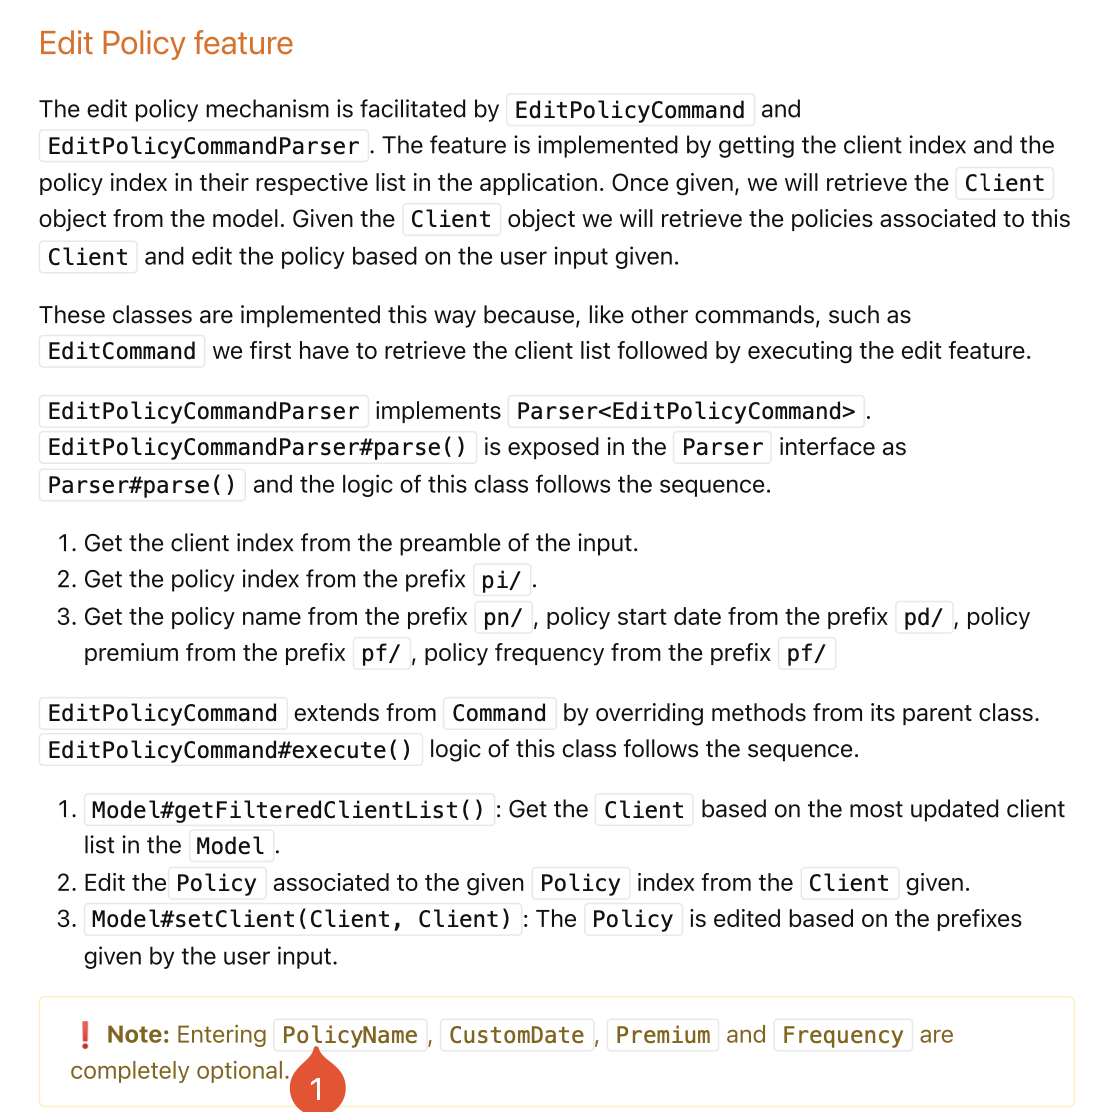 Edit Policy feature
The edit policy mechanism is facilitated by EditPolicyCommand and
EditPolicyCommandParser . The feature is implemented by getting the client index and the
policy index in their respective list in the application. Once given, we will retrieve the Client
object from the model. Given the Client object we will retrieve the policies associated to this
Client and edit the policy based on the user input given.
These classes are implemented this way because, like other commands, such as
EditCommand we first have to retrieve the client list followed by executing the edit feature.
EditPolicyCommandParser implements Parser<EditPolicyCommand> .
EditPolicyCommandParser#parse() is exposed in the Parser interface as
Parser#parse() and the logic of this class follows the sequence.
1. Get the client index from the preamble of the input.
2. Get the policy index from the prefix pi/ .
3. Get the policy name from the prefix pn/ , policy start date from the prefix pd/ , policy
premium from the prefix pf/ , policy frequency from the prefix pf/
EditPolicyCommand extends from Command by overriding methods from its parent class.
EditPolicyCommand#execute() logic of this class follows the sequence.
1. Model#getFilteredClientList() : Get the Client based on the most updated client
list in the Model .
2. Edit the Policy associated to the given Policy index from the Client given.
3. Model#setClient(Client, Client) : The Policy is edited based on the prefixes
given by the user input.
❗ Note: Entering PolicyName , CustomDate , Premium and Frequency are
completely optional.
1